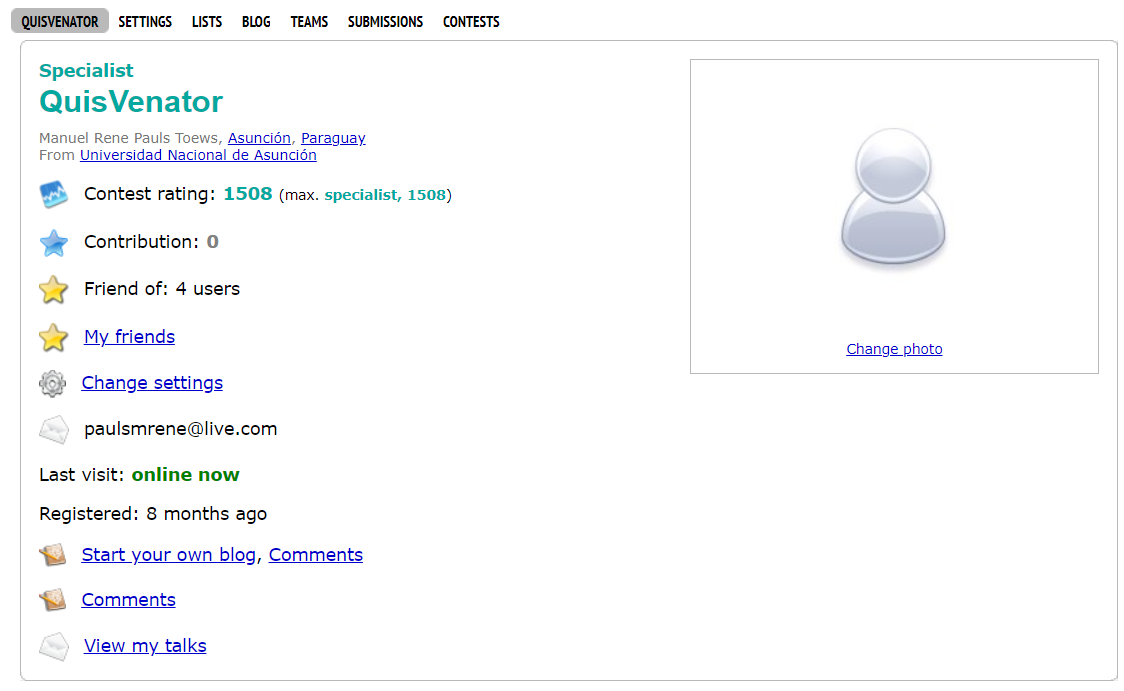 QUISVENATOR SETTINGS LISTS BLOG TEAMS SUBMISSIONS CONTESTS
Specialist
QuisVenator
Manuel Rene Pauls Toews, Asunción, Paraguay
From Universidad Nacional de Asunción
Contest rating: 1508 (max. specialist, 1508)
Contribution: 0
Friend of: 4 users
My friends
Change settings
paulsmrene@live.com
Last visit: online now
Registered: 8 months ago
Start your own blog, Comments
Comments
View my talks
Change photo